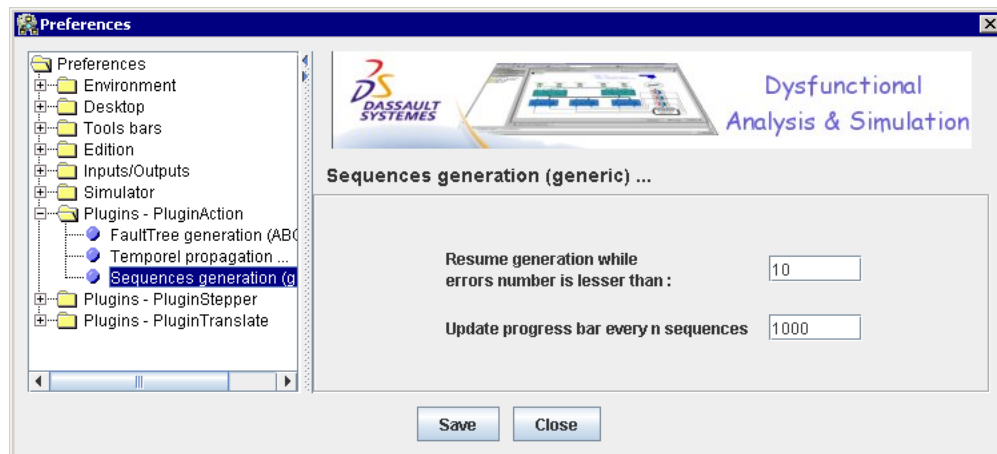 Preferences
Preferences
Environment
Desktop
Tools bars
Edition
Inputs/Outputs
Simulator
Plugins - PluginAction
FaultTree generation (ABC
Temporel propagation ...
Sequences generation (g
Plugins - PluginStepper
Plugins - PluginTranslate
DASSAULT
SYSTEMES
Dysfunctional
Analysis & Simulation
Sequences generation (generic) ...
Resume generation while
errors number is lesser than :
10
Update progress bar every n sequences
1000
Save
Close